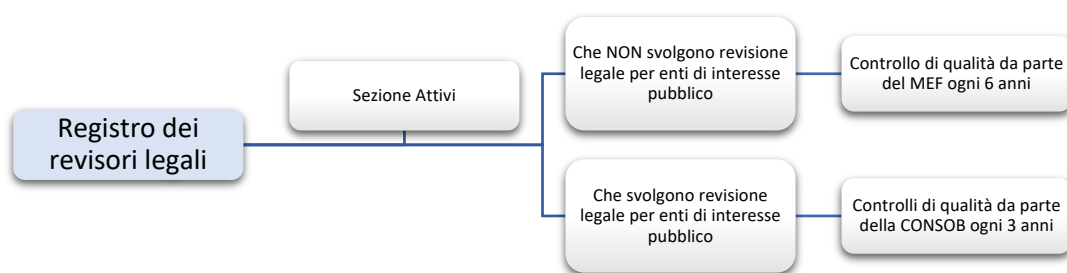 Registro dei
revisori legali
Sezione Attivi
Che NON svolgono revisione
legale per enti di interesse
pubblico
Controllo di qualità da parte
del MEF ogni 6 anni
Che svolgono revisione
legale per enti di interesse
pubblico
Controlli di qualità da parte
della CONSOB ogni 3 anni